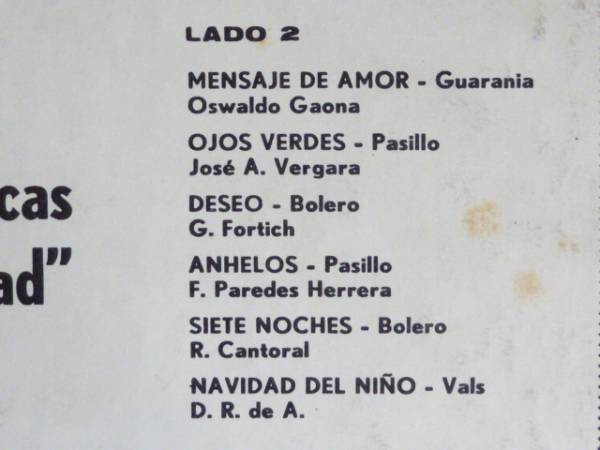 LADO 2
MENSAJE DE AMOR - Guarania
Oswaldo Gaona
OJOS VERDES - Pasillo
José A. Vergara
DESEO - Bolero
G. Fortich
ANHELOS - Pasillo
F. Paredes Herrera
SIETE NOCHES - Bolero
R. Cantoral
NAVIDAD DEL NIÑO - Vals
D. R. de A.
cas
ad”